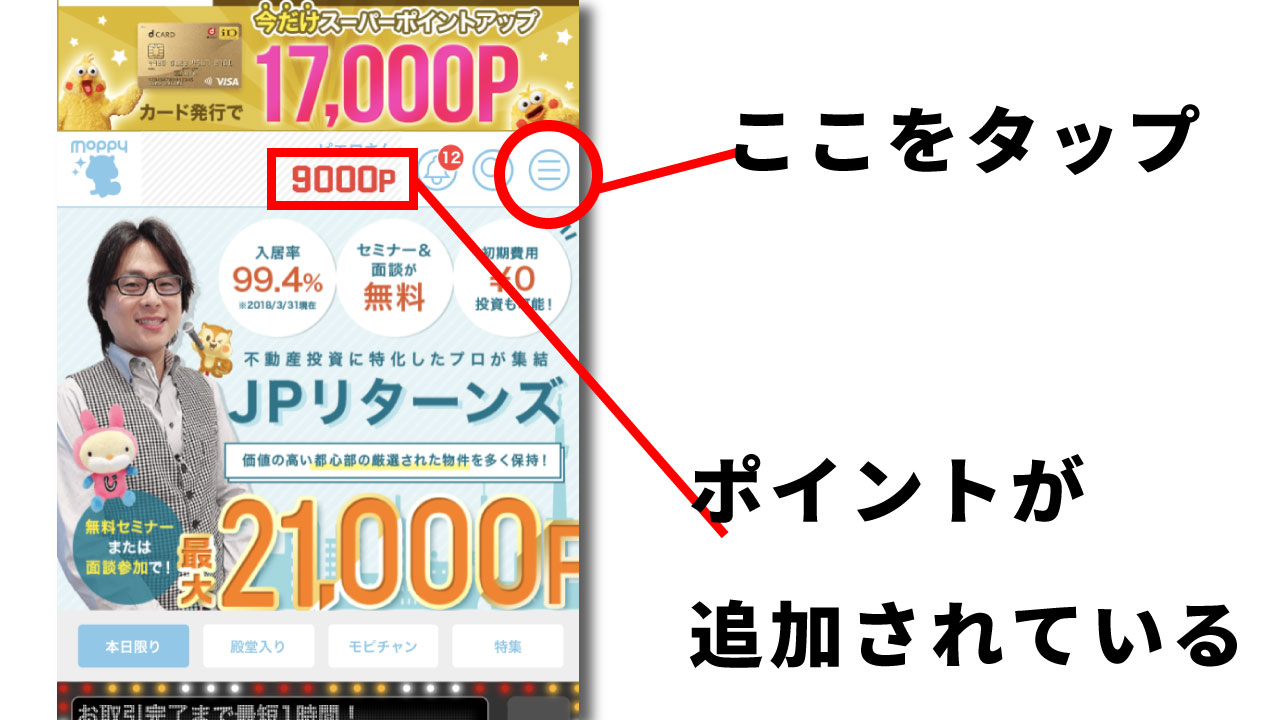 今だけスーパーポイントアップ
d CARD
iD
VISA
カード発行で
17,000P
moppy
9000P
12
ここをタップ
入居率
99.4%
※2018/3/31現在
セミナー&
面談が
無料
初期費用
¥0
投資も可能!
不動産投資に特化したプロが集結
JPリターンズ
価値の高い都心部の厳選された物件を多く保持!
ポイントが
追加されている
無料セミナー
または
面談参加で!
最大
21,000P
本日限り
殿堂入り
モピチャン
特集
お取引完了まで最短1時間!